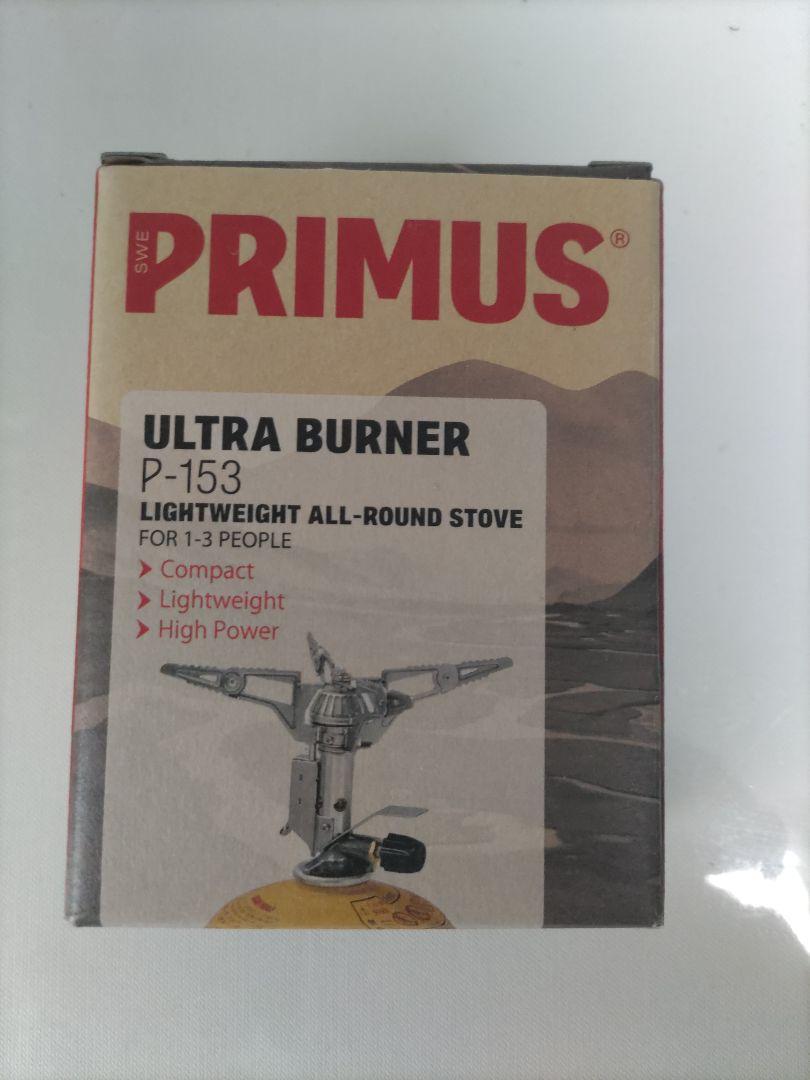 SWE
PRIMUS®
ULTRA BURNER
P-153
LIGHTWEIGHT ALL-ROUND STOVE
FOR 1-3 PEOPLE
Compact
Lightweight
High Power